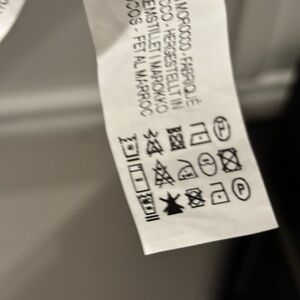 MOROCCO - FABRIQUÉ
OCCO - HERGESTELLT IN
EMSTILLET I MAROKKO
COS - FET AL MARROC
P